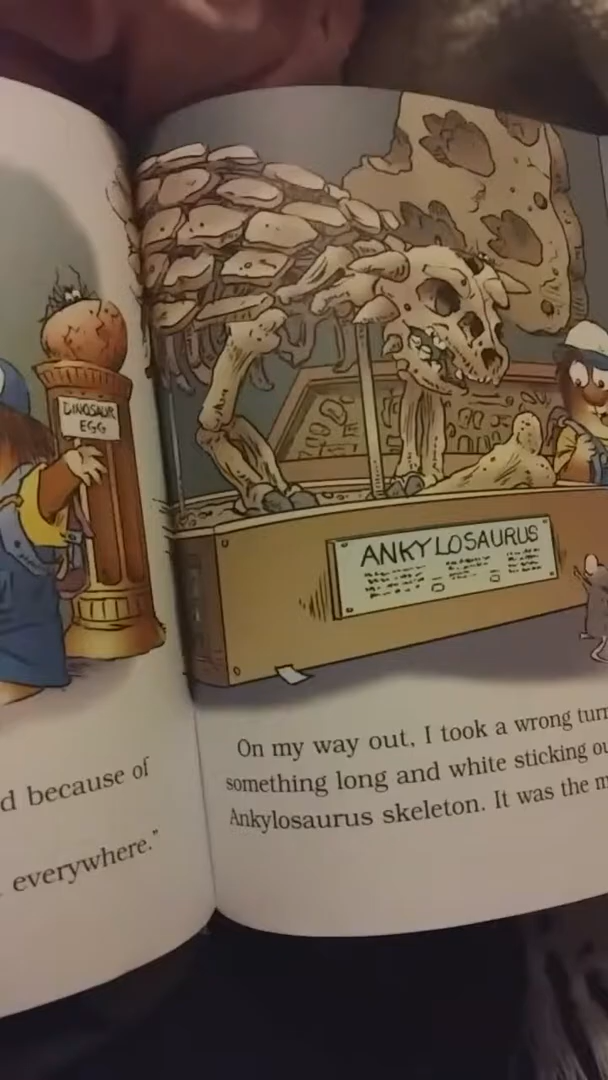 DINOSAUR
EGG
d because of
everywhere."
ANKYLOSAURUS
On my way out, I took a wrong turn
something long and white sticking ou
Ankylosaurus skeleton. It was the m